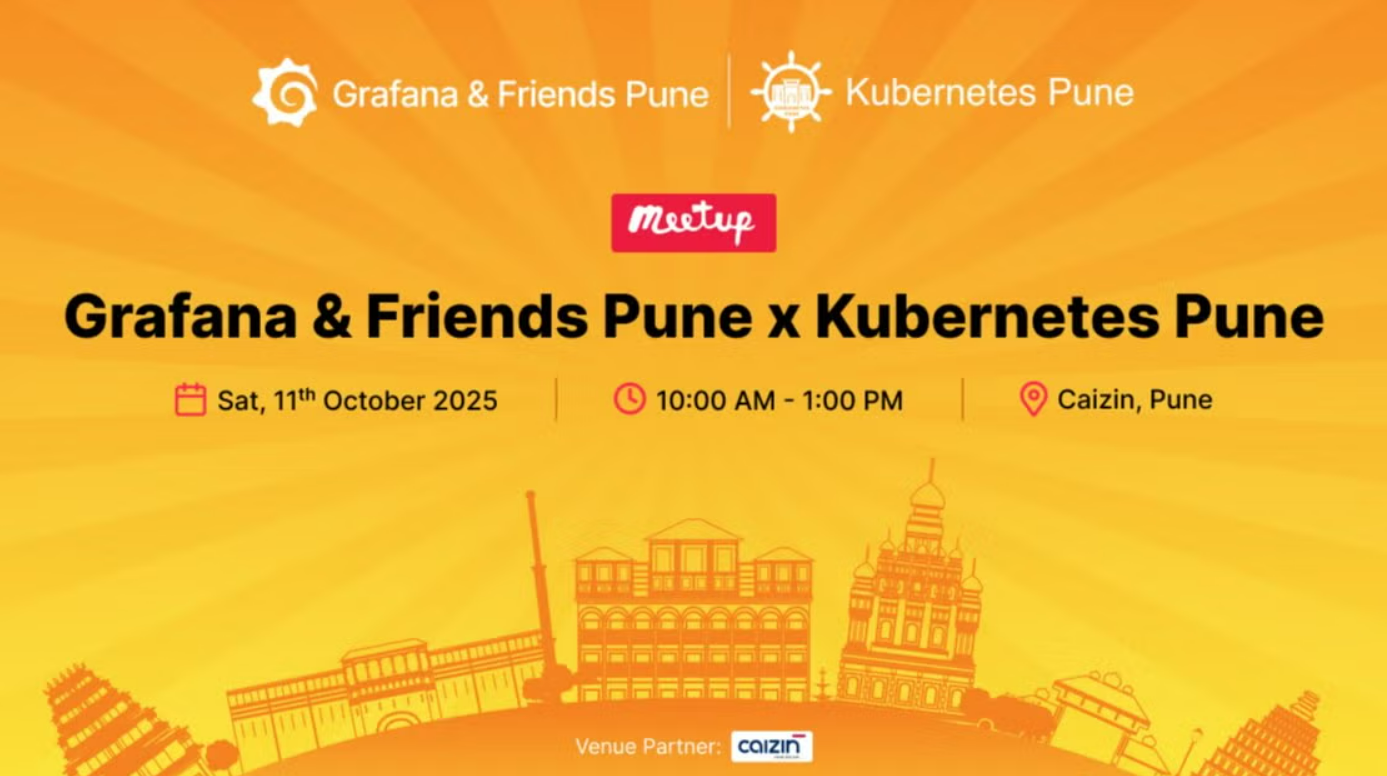 Grafana & Friends Pune
Kubernetes Pune
Meetup
Grafana & Friends Pune x Kubernetes Pune
Sat, 11th October 2025
10:00 AM - 1:00 PM
Caizin, Pune
Venue Partner: caizin